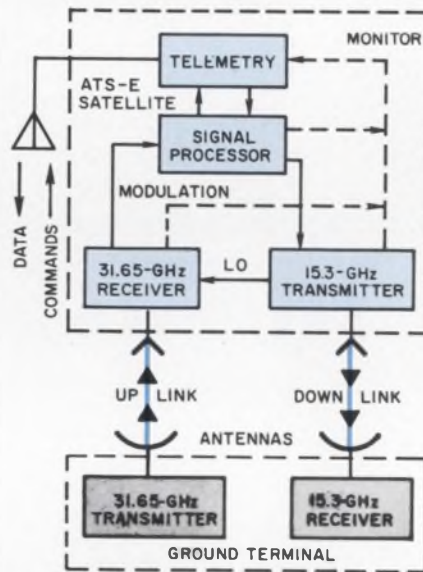 MONITOR
TELEMETRY
ATS-E
SATELLITE
SIGNAL
PROCESSOR
MODULATION
DATA
COMMANDS
31.65-GHz
RECEIVER
LO
15.3-GHz
TRANSMITTER
UP LINK
DOWN LINK
ANTENNAS
31.65-GHz
TRANSMITTER
15.3-GHz
RECEIVER
GROUND TERMINAL